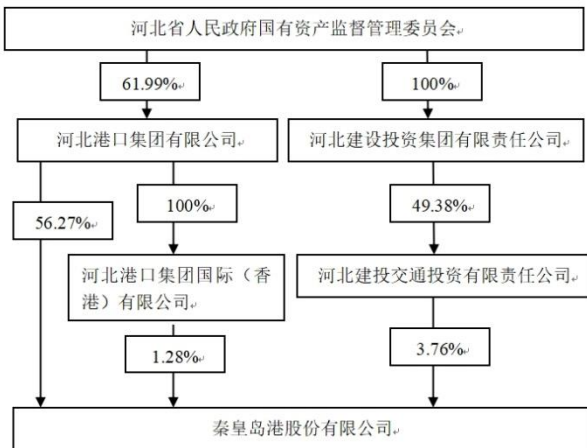 河北省人民政府国有资产监督管理委员会
61.99%
100%
河北港口集团有限公司
河北建设投资集团有限责任公司
56.27%
100%
49.38%
河北港口集团国际（香
港）有限公司
河北建投交通投资有限责任公司
1.28%
3.76%
秦皇岛港股份有限公司